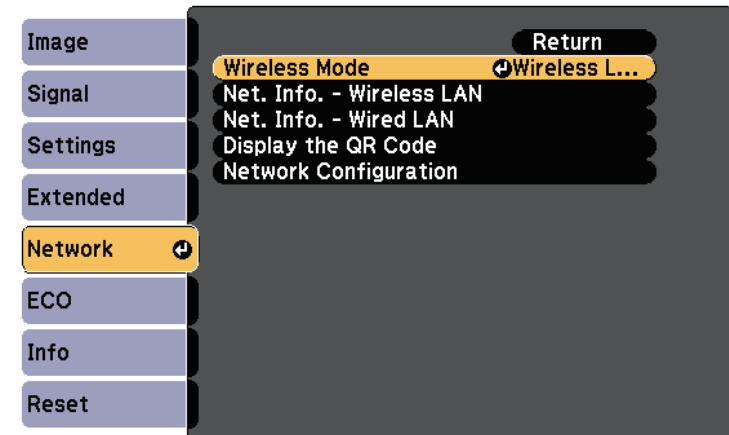 Image
Signal
Settings
Extended
Network
ECO
Info
Reset
Return
Wireless Mode Wireless L...
Net. Info. - Wireless LAN
Net. Info. - Wired LAN
Display the QR Code
Network Configuration